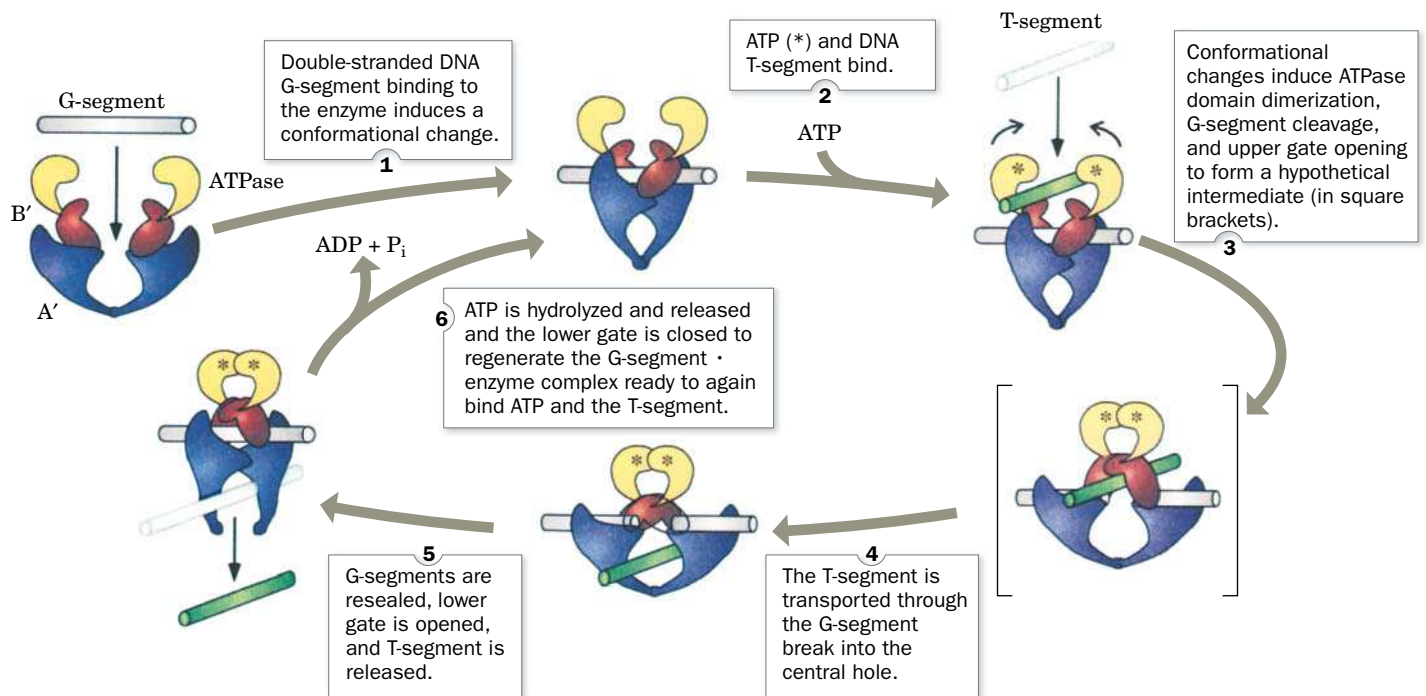 G-segment
ATPase
B′
A′
Double-stranded DNA
G-segment binding to
the enzyme induces a
conformational change.
1
ATP (*) and DNA
T-segment bind.
2
ATP
T-segment
* *
Conformational
changes induce ATPase
domain dimerization,
G-segment cleavage,
and upper gate opening
to form a hypothetical
intermediate (in square
brackets).
3
* *
4
The T-segment is
transported through
the G-segment
break into the
central hole.
* *
5
G-segments are
resealed, lower
gate is opened,
and T-segment is
released.
* *
ADP + Pi
6
ATP is hydrolyzed and released
and the lower gate is closed to
regenerate the G-segment ·
enzyme complex ready to again
bind ATP and the T-segment.